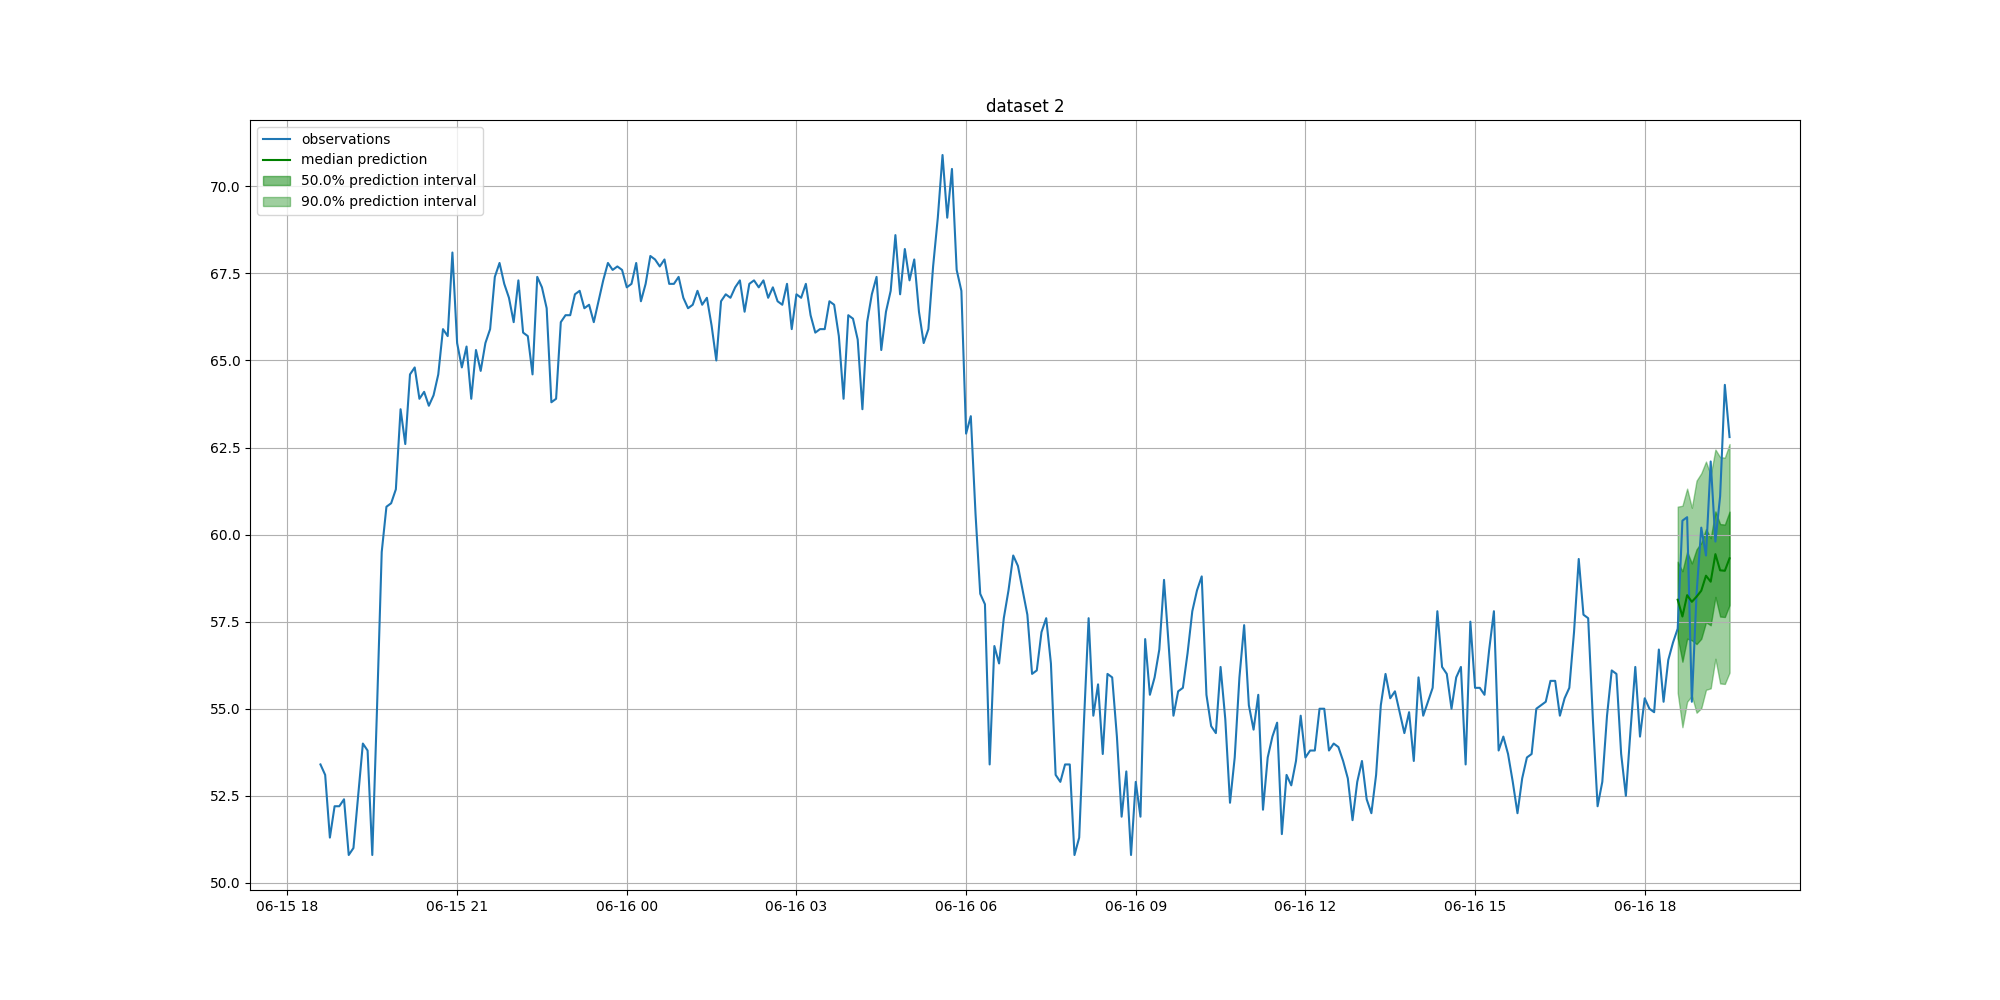 dataset 2
observations
median prediction
50.0% prediction interval
90.0% prediction interval
70.0
67.5
65.0
62.5
60.0
57.5
55.0
52.5
50.0
06-15 18 06-15 21 06-16 00 06-16 03 06-16 06 06-16 09 06-16 12 06-16 15 06-16 18